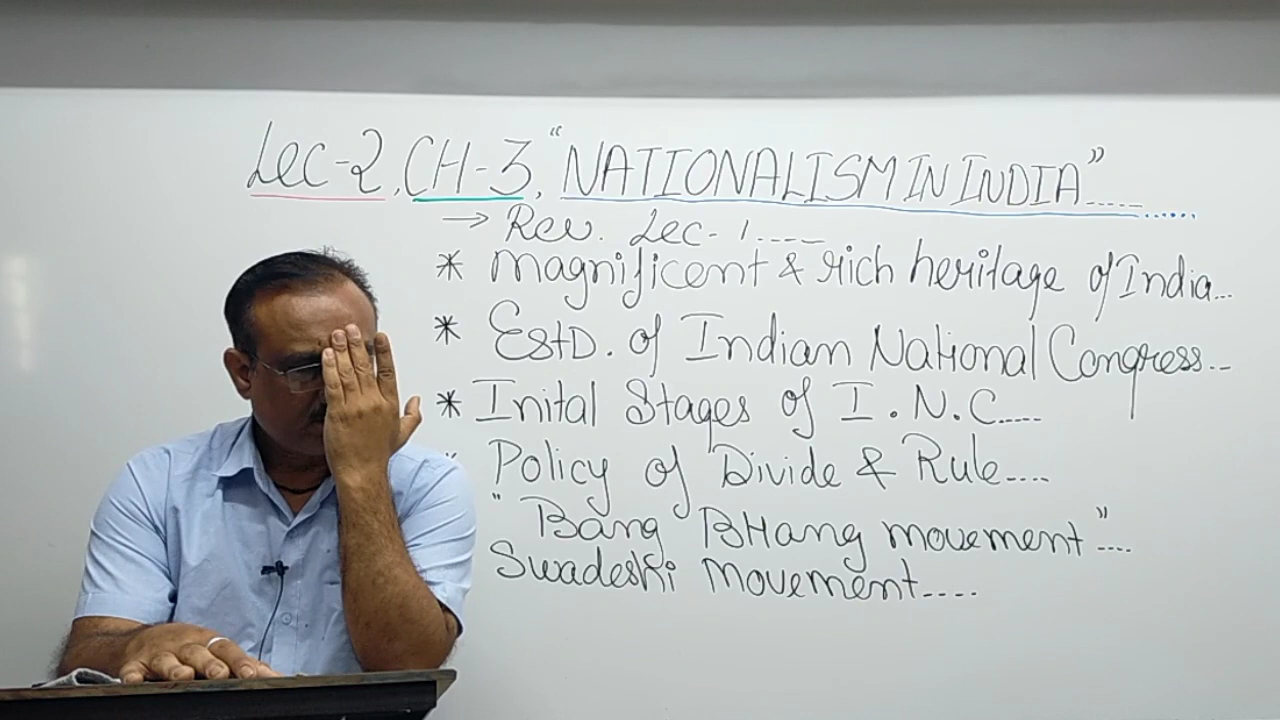 Lec-2, CH-3, "NATIONALISM IN INDIA".....
→ Rev. Lec-1.....
* Magnificent & rich heritage of India...
* EstD. of Indian National Congress...
* Inital Stages of I.N.C....
" Policy of Divide & Rule....
" Bang BHang movement"...
Swadeshi Movement....